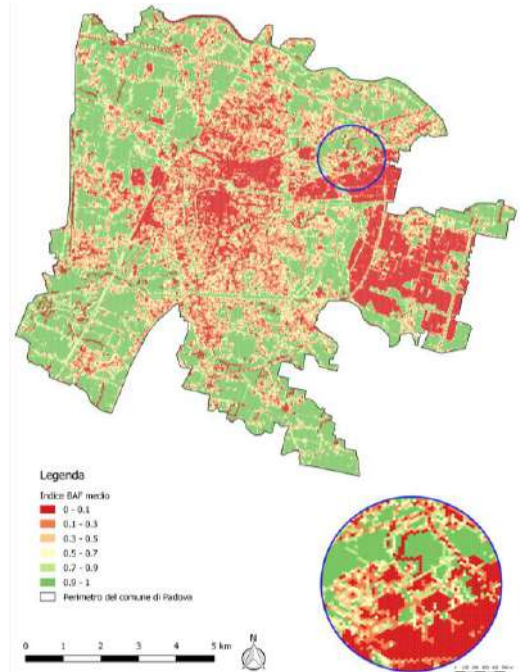 Legenda
Indice BAF medio
0 - 0.1
0.1 - 0.3
0.3 - 0.5
0.5 - 0.7
0.7 - 0.9
0.9 - 1
Perimetro del comune di Padova
0 1 2 3 4 5 km
N